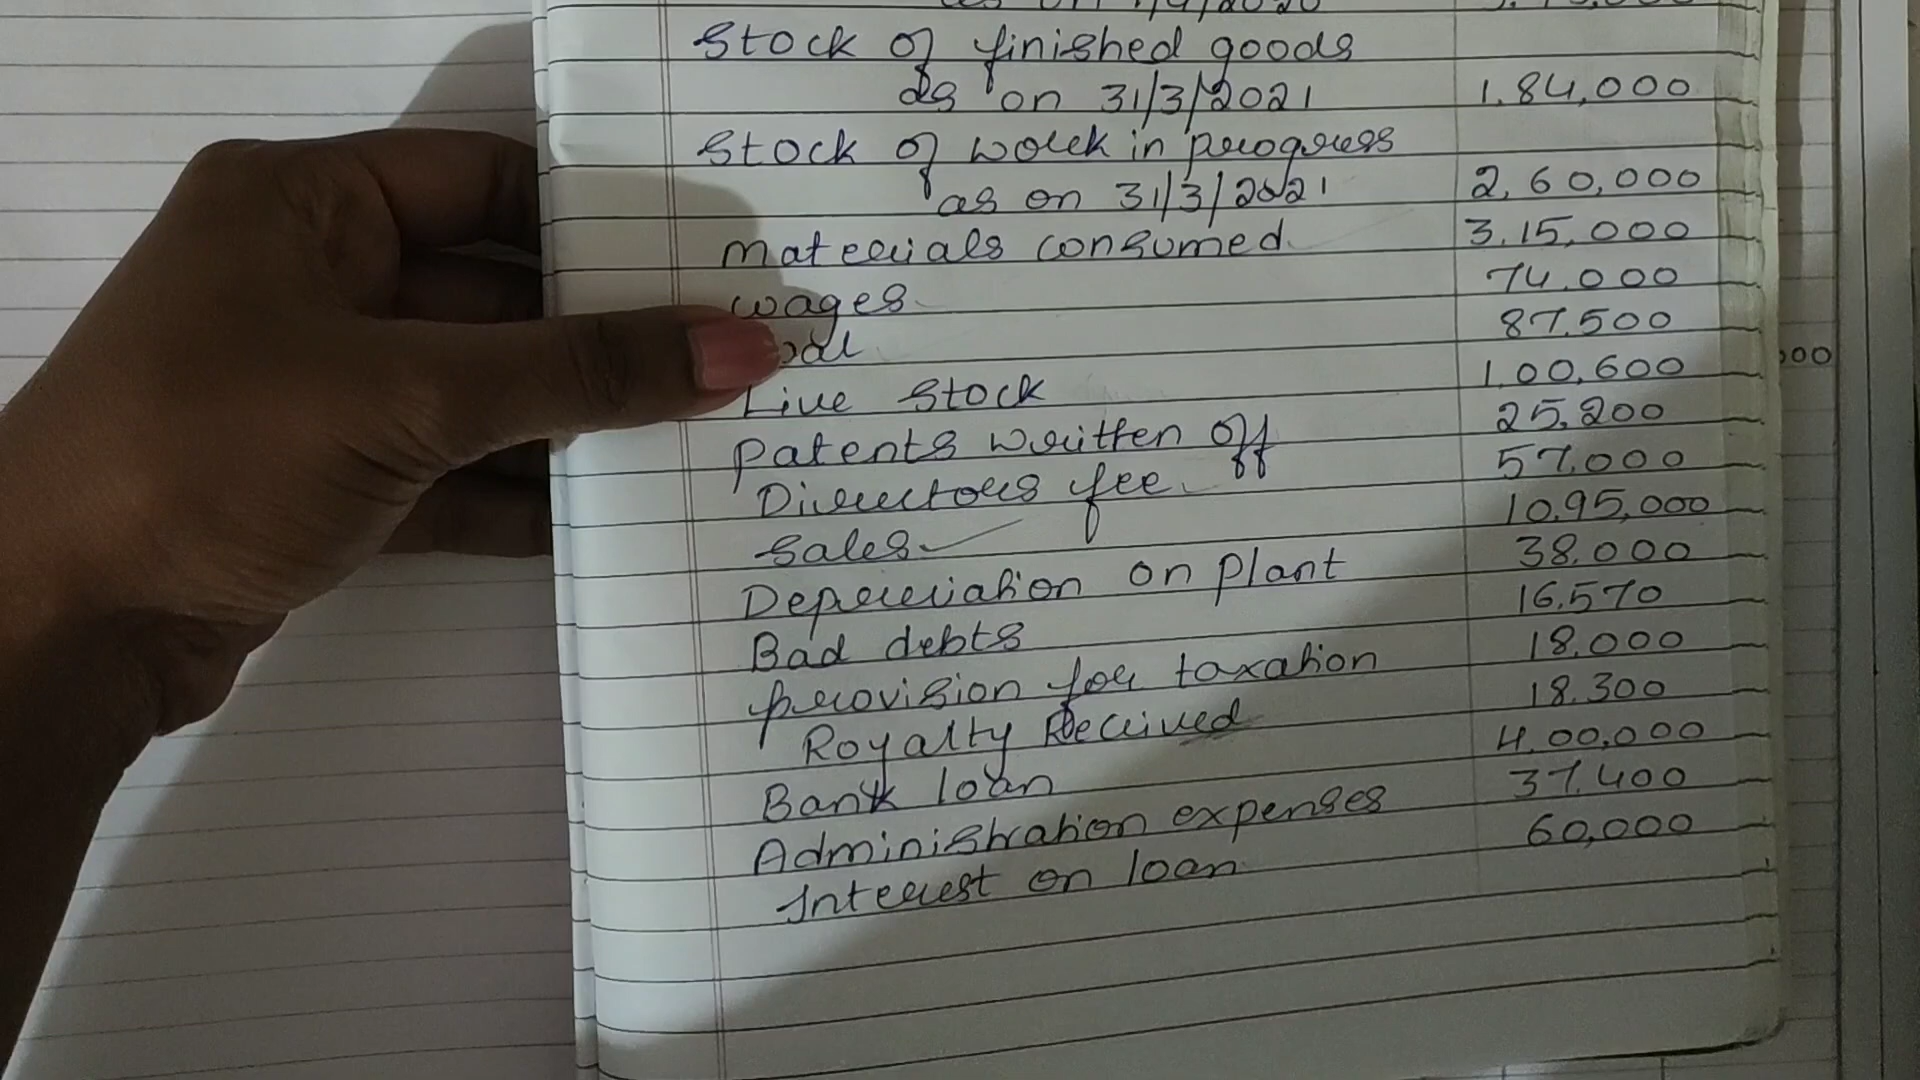 Stock of finished goods
as on 31/3/2021 1,84,000
Stock of work in progress
as on 31/3/2021 2,60,000
Materials consumed 3,15,000
Wages 74,000
87,500
Live Stock 1,00,600
Patents written off 25,200
Directors fee 57,000
Sales 10,95,000
Depreciation on plant 38,000
Bad debts 16,570
Provision for taxation 18,000
Royalty Received 18,300
Bank loan 4,00,000
Administration expenses 37,400
Interest on loan 60,000